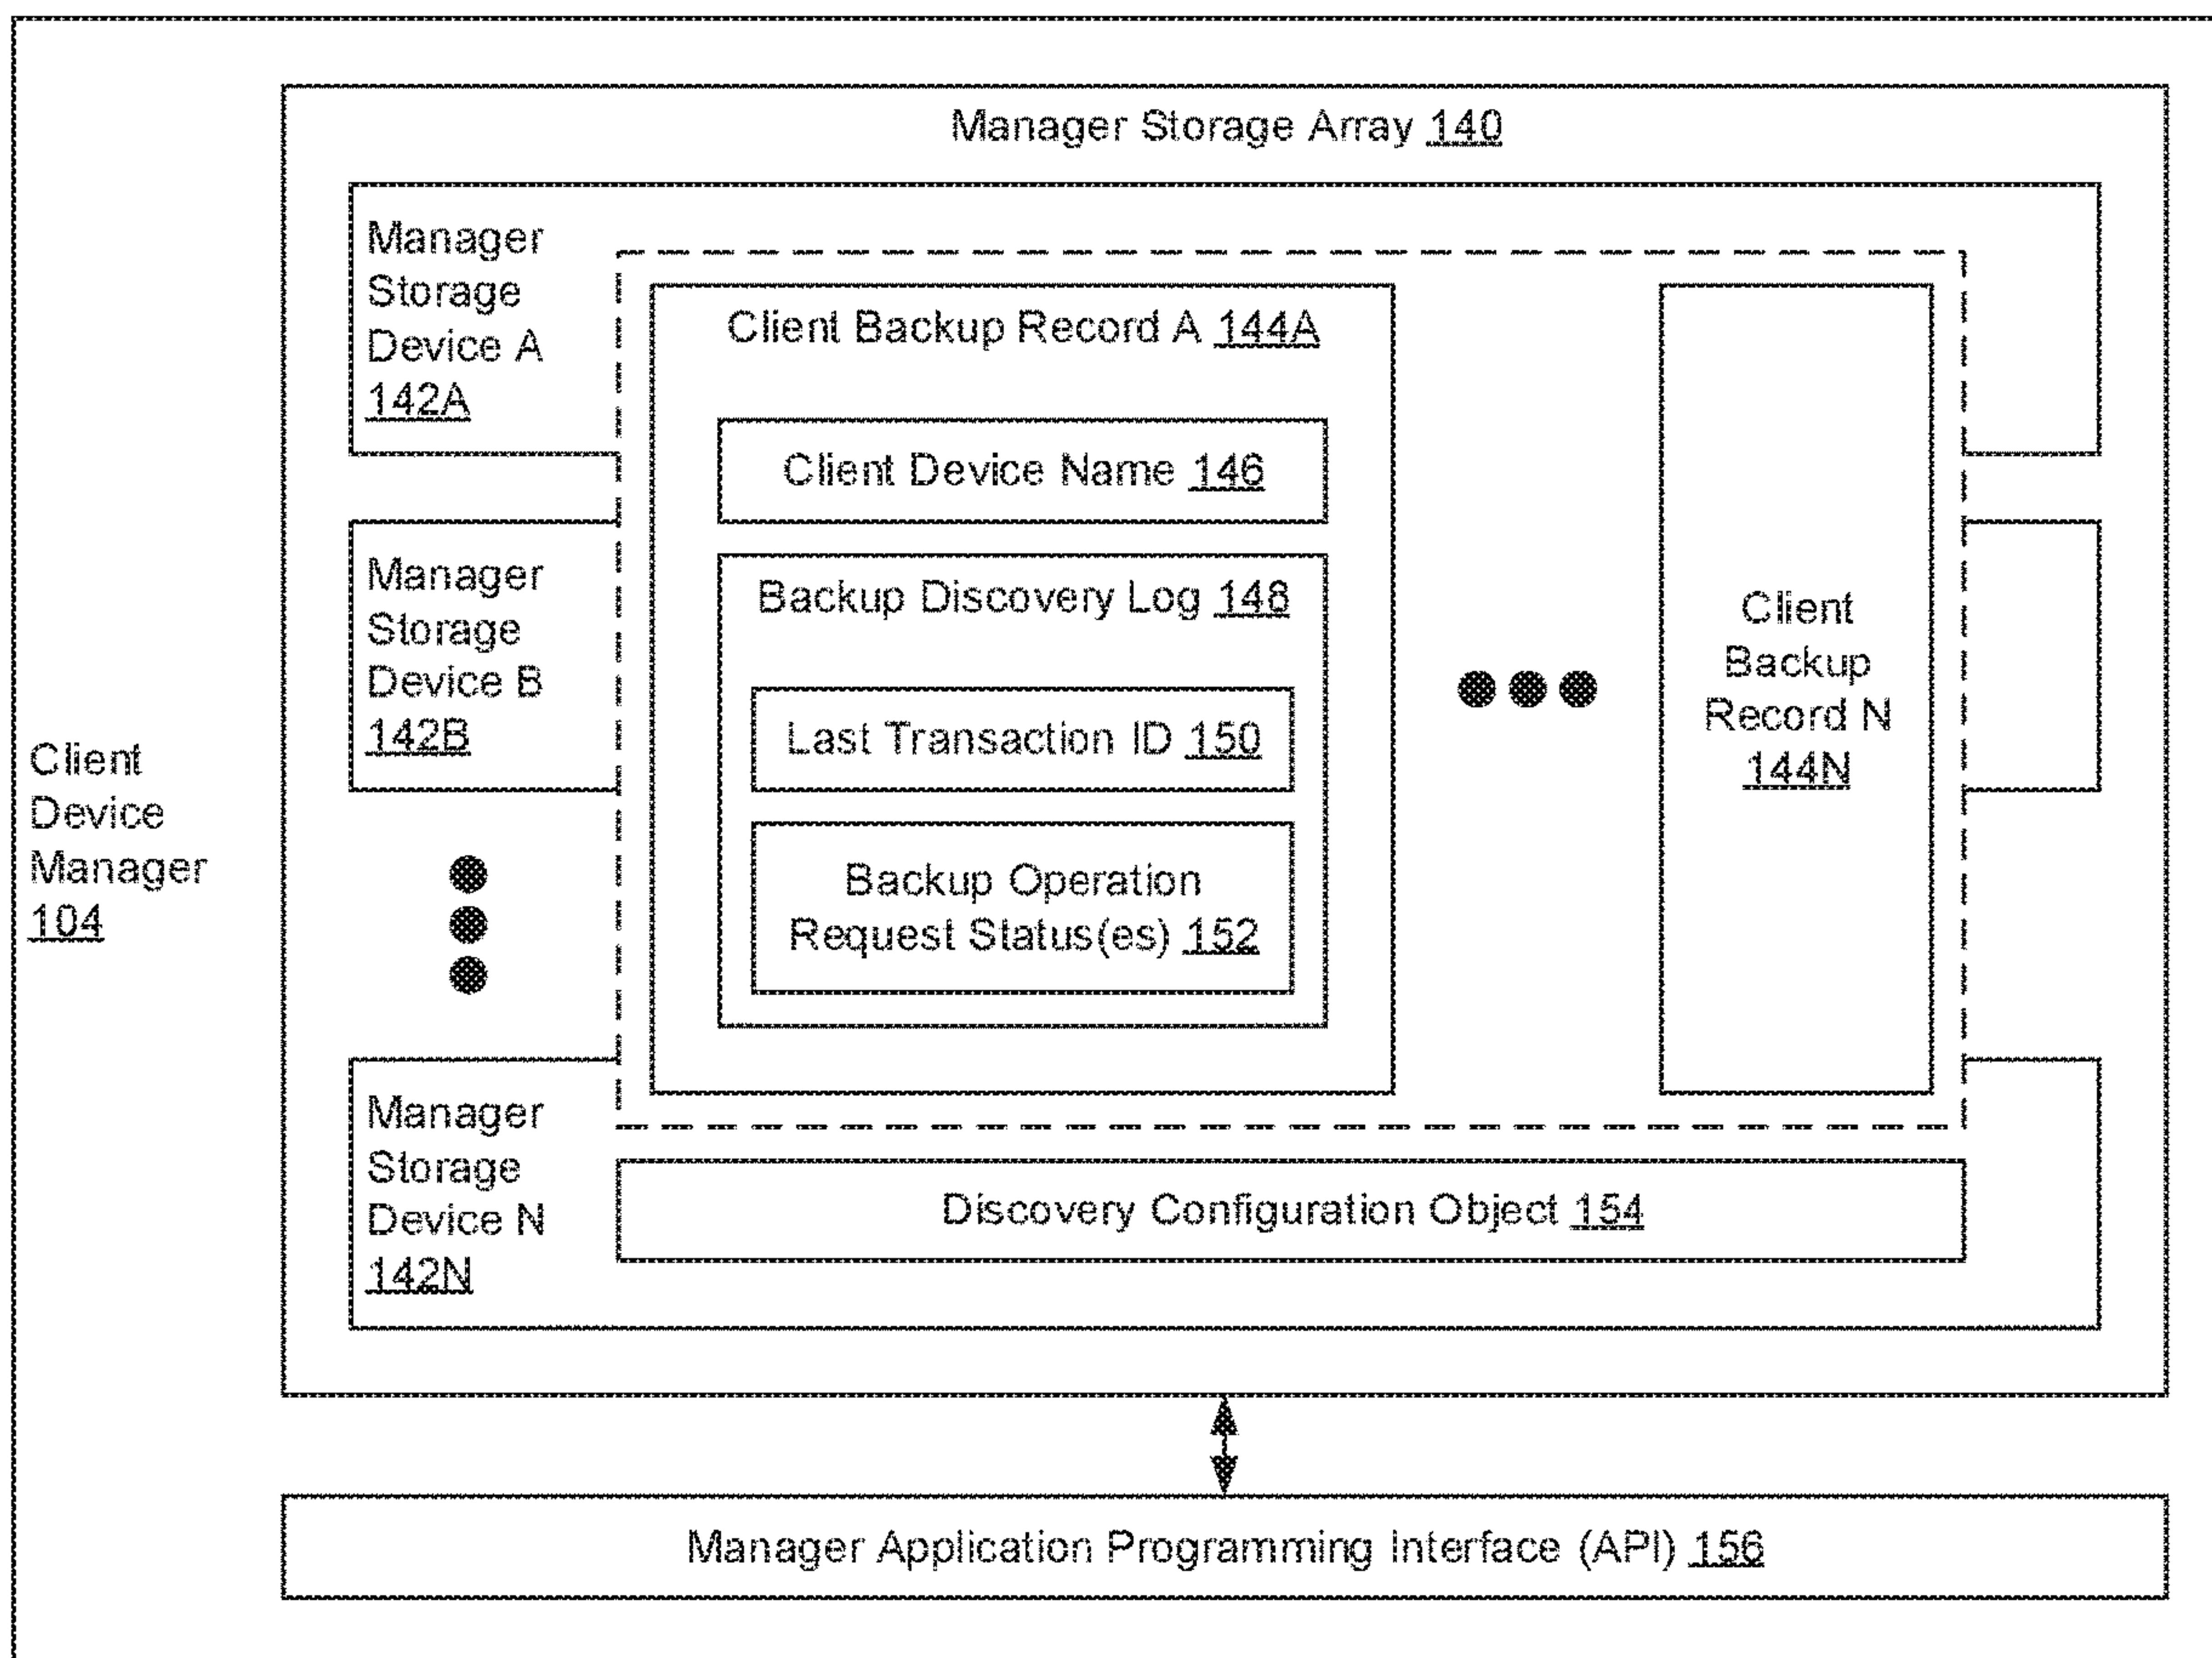 Manager Storage Array 140
Manager
Storage
Device A
142A
Client Backup Record A 144A
Client Device Name 146
Backup Discovery Log 148
Last Transaction ID 150
Backup Operation
Request Status(es) 152
Client
Backup
Record N
144N
Manager
Storage
Device B
142B
Client
Device
Manager
104
Manager
Storage
Device N
142N
Discovery Configuration Object 154
Manager Application Programming Interface (API) 156